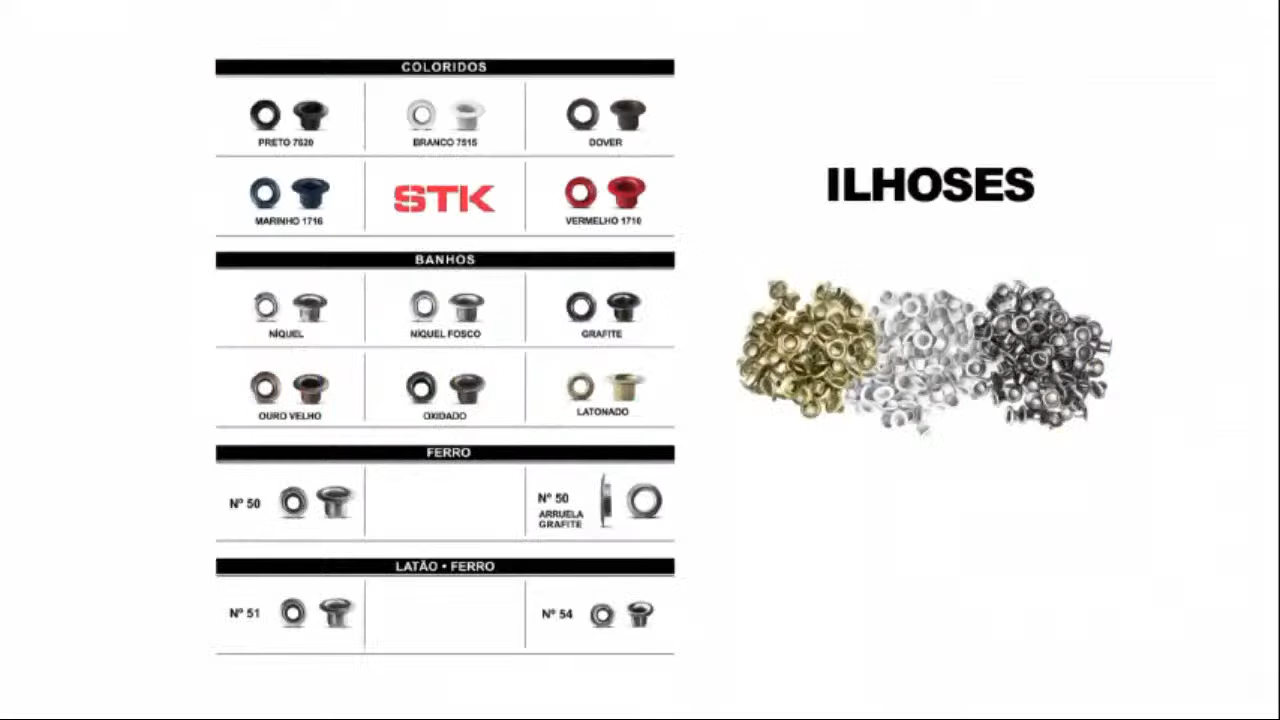 COLORIDOS
PRETO 7020
BRANCO 7515
DOVER
MARINHO 1716
STK
VERMELHO 1710
ILHOSES
BANHOS
NÍQUEL
NÍQUEL FOSCO
GRAFITE
OURO VELHO
OXIDADO
LATONADO
FERRO
Nº 50
Nº 50
ARRUELA
GRAFITE
LATÃO • FERRO
Nº 51
Nº 54